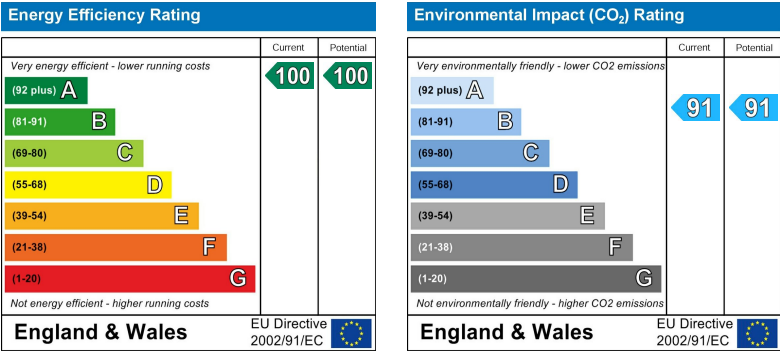 Energy Efficiency Rating
Current Potential
Very energy efficient - lower running costs
(92 plus) A
100 100
(81-91) B
(69-80) C
(55-68) D
(39-54) E
(21-38) F
(1-20) G
Not energy efficient - higher running costs
England & Wales
EU Directive
2002/91/EC
Environmental Impact (CO2) Rating
Current Potential
Very environmentally friendly - lower CO2 emissions
(92 plus) A
(81-91) B
91 91
(69-80) C
(55-68) D
(39-54) E
(21-38) F
(1-20) G
Not environmentally friendly - higher CO2 emissions
England & Wales
EU Directive
2002/91/EC